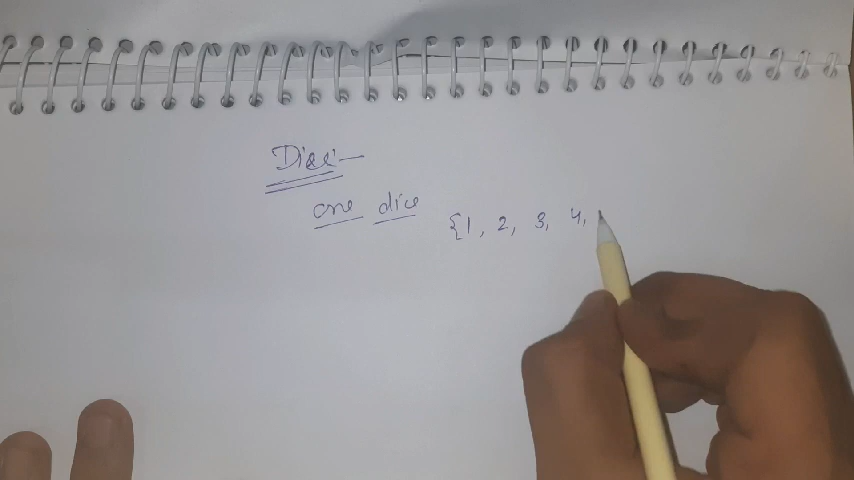 Dice:-
one dice {1, 2, 3, 4,